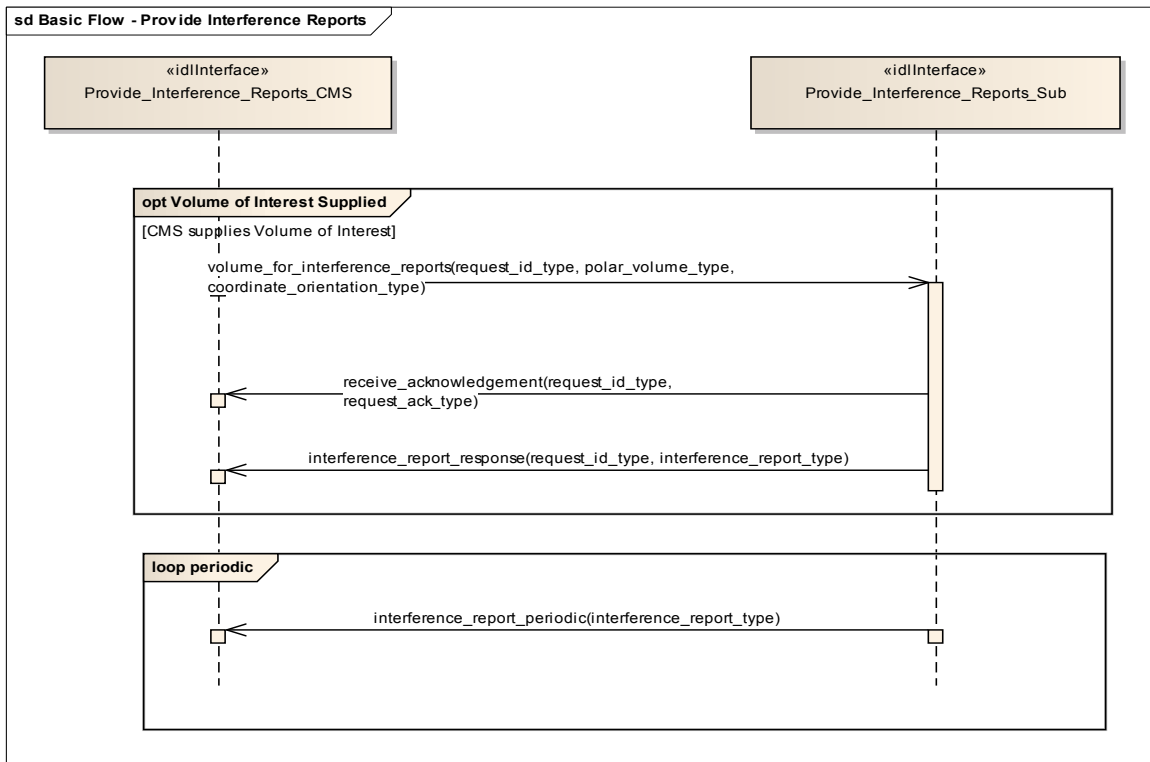 sd Basic Flow - Provide Interference Reports
«idlInterface»
Provide_Interference_Reports_CMS
«idlInterface»
Provide_Interference_Reports_Sub
opt Volume of Interest Supplied
[CMS supplies Volume of Interest]
volume_for_interference_reports(request_id_type, polar_volume_type,
coordinate_orientation_type)
receive_acknowledgement(request_id_type,
request_ack_type)
interference_report_response(request_id_type, interference_report_type)
loop periodic
interference_report_periodic(interference_report_type)